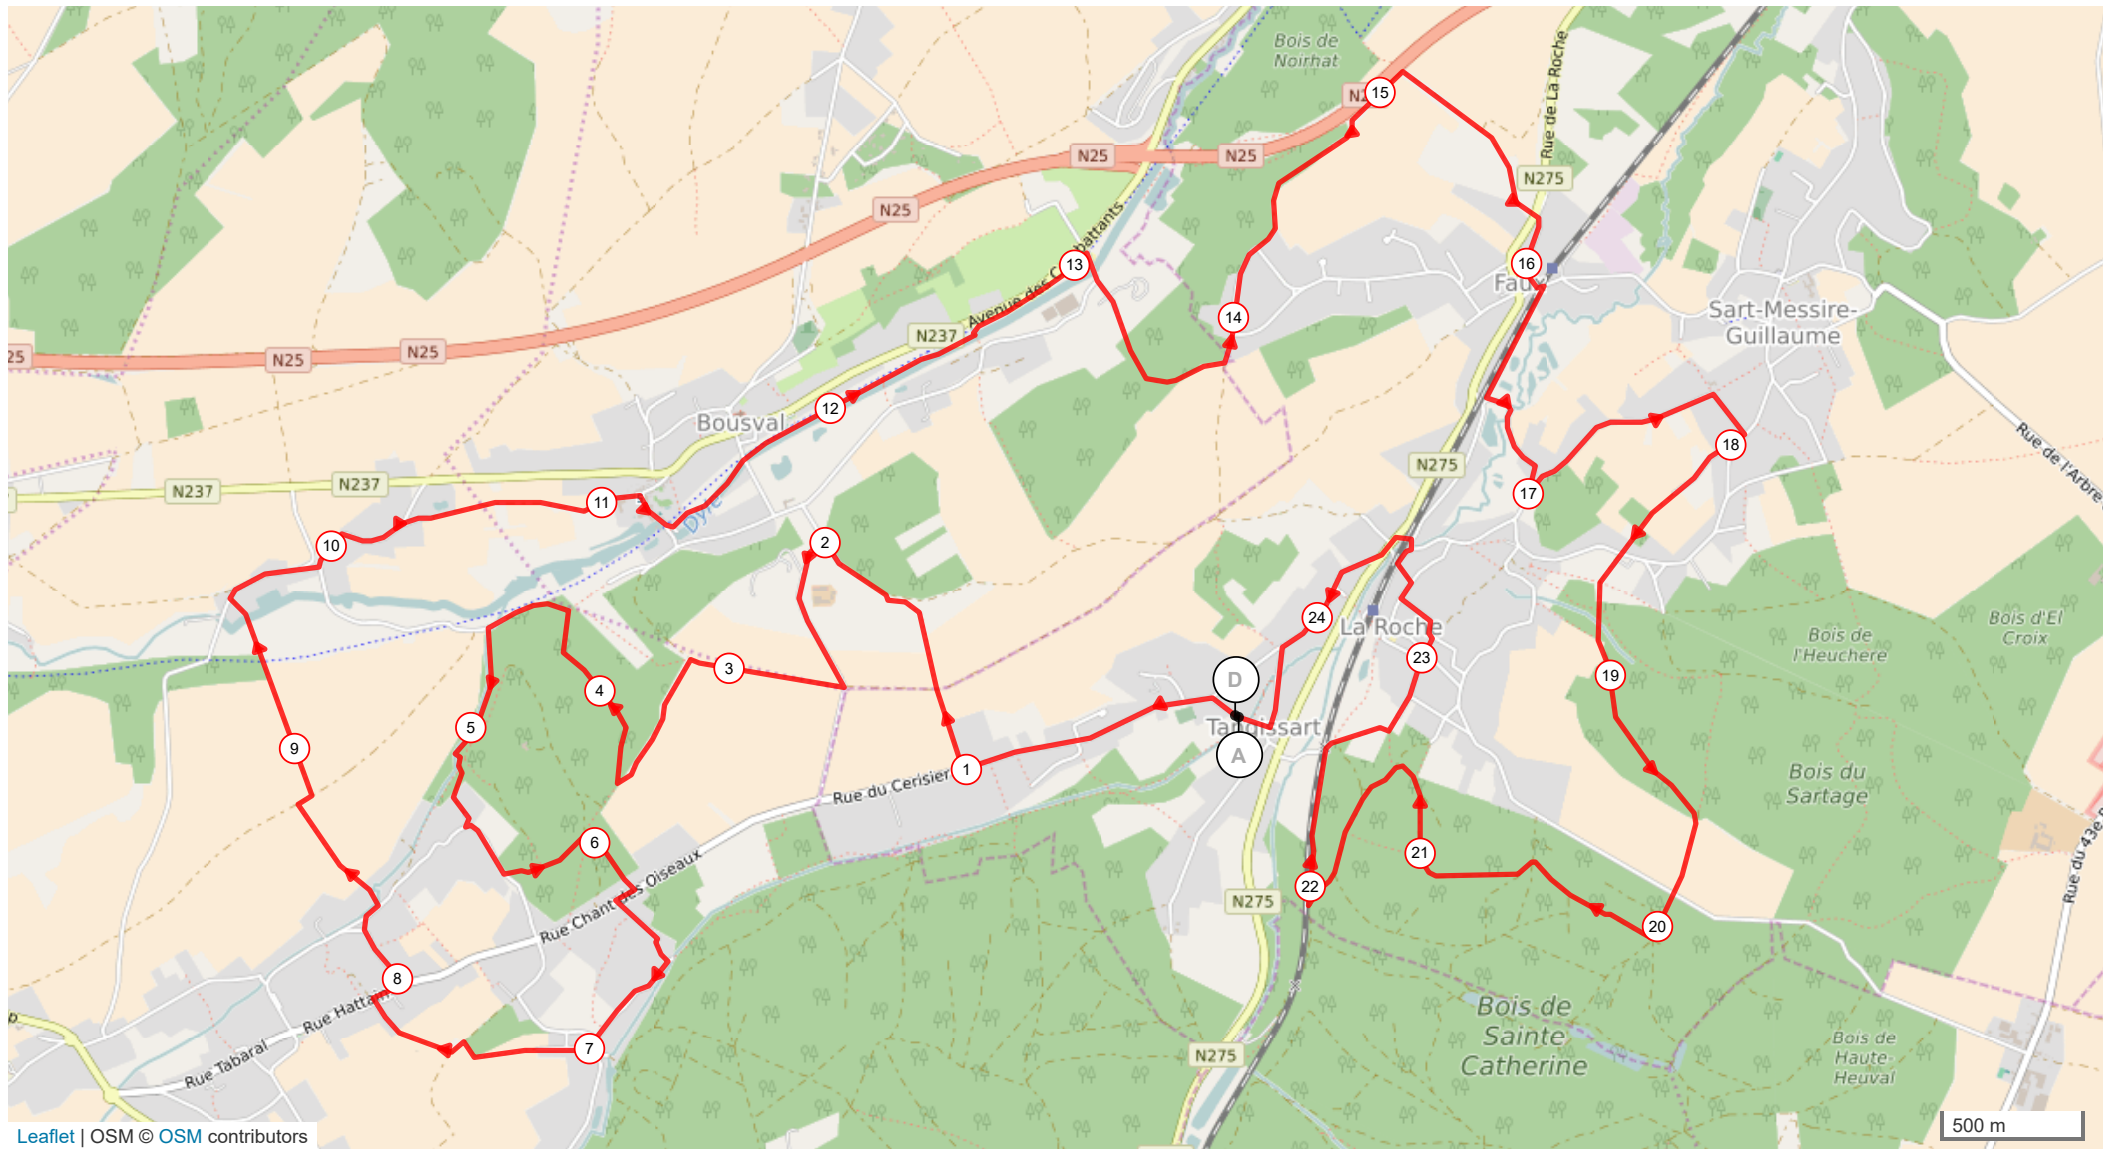 Bois de
Noirhat
N25
15
Rue de La Roche
N25
N25
N275
N25
Avenue des Combattants
13
16
Faux
14
Sart-Messire-
Guillaume
25
N25
N25
N237
12
Bousval
18
Rue de l'Arbre
N275
N237
N237
11
17
Dyle
10
2
24
La Roche
Bois d'El
Croix
Bois de
l'Heuchere
23
3
D
19
4
5
Tangissart
9
A
1
Rue du Cerisier
Bois du
Sartage
6
21
Rue du 43e R
Rue Chant des Oiseaux
22
N275
20
8
Rue Hattain
Bois de
Sainte
Catherine
7
N275
Rue Tabaral
Bois de
Haute-
Heuval
500 m
Leaflet | OSM © OSM contributors